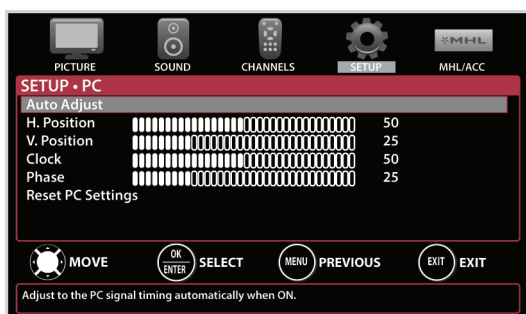 MHL
PICTURE SOUND CHANNELS SETUP MHL/ACC
SETUP • PC
Auto Adjust
H. Position 50
V. Position 25
Clock 50
Phase 25
Reset PC Settings
MOVE OK ENTER SELECT MENU PREVIOUS EXIT EXIT
Adjust to the PC signal timing automatically when ON.